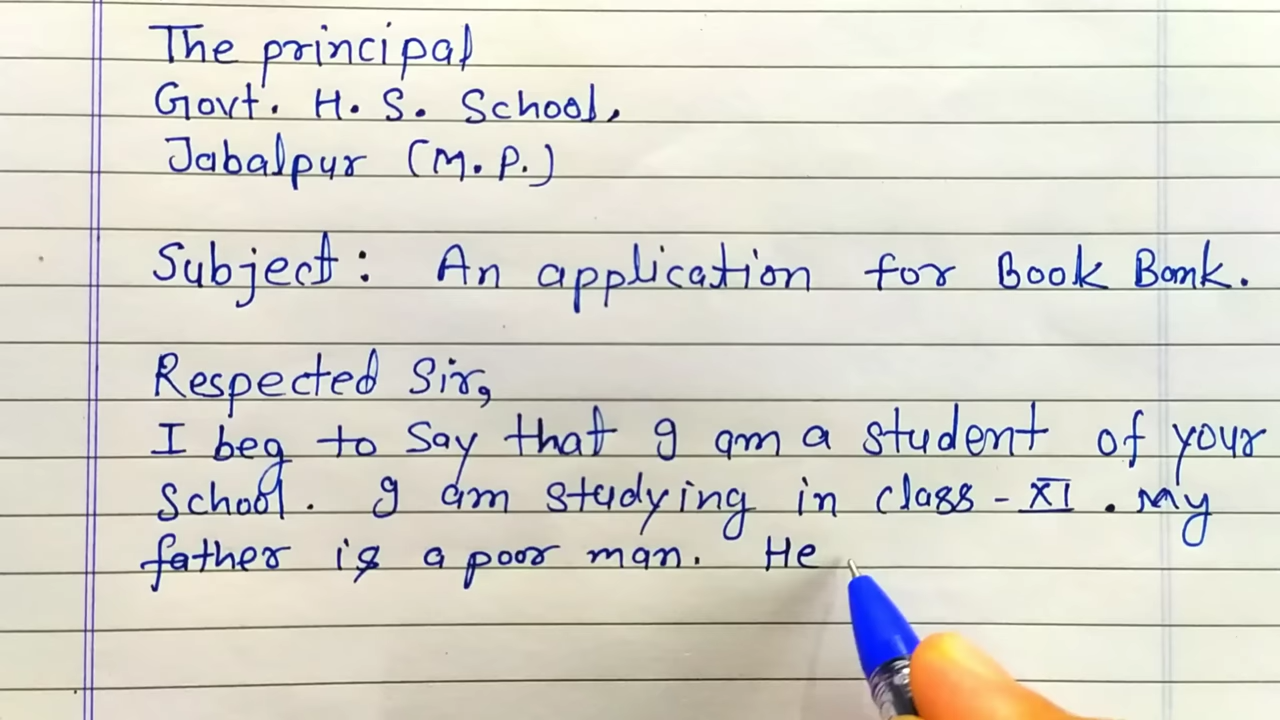 The principal
Govt. H. S. School,
Jabalpur (M.P.)
Subject: An application for Book Bank.
Respected Sir,
I beg to say that I am a student of your
School. I am studying in class - XI. My
father is a poor man. He